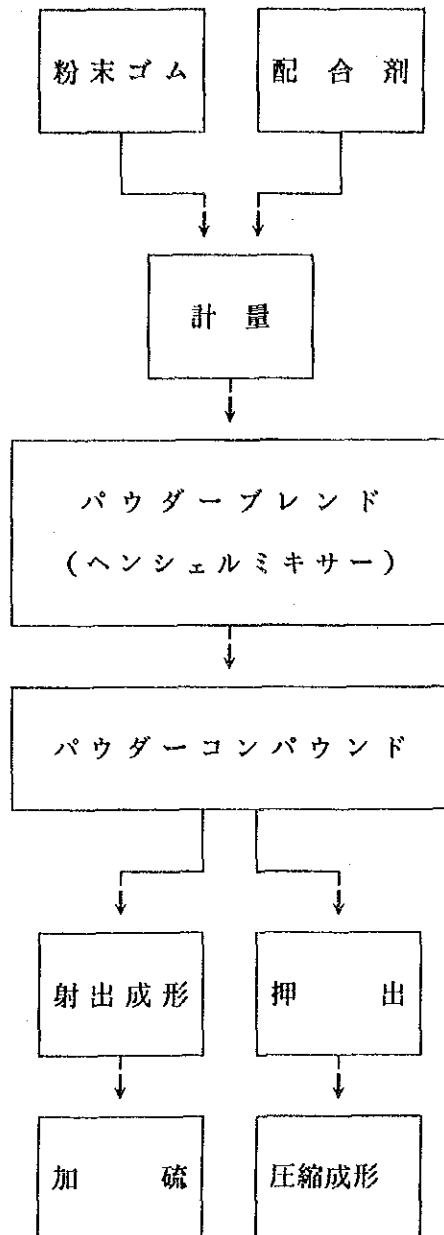 粉末ゴム
配合剤
計量
パウダーブレンド
(ヘンシェルミキサー)
パウダーコンパウンド
射出成形
押出
加硫
圧縮成形